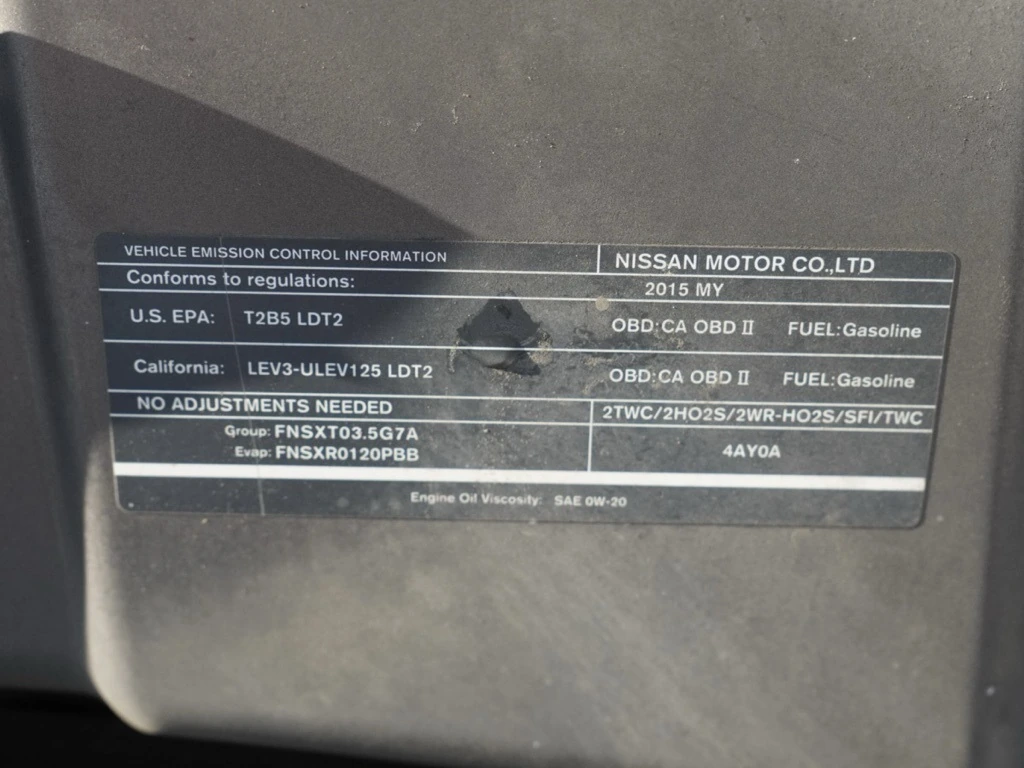 VEHICLE EMISSION CONTROL INFORMATION
NISSAN MOTOR CO.,LTD
Conforms to regulations:
2015 MY
U.S. EPA: T2B5 LDT2
OBD:CA OBD II FUEL:Gasoline
California: LEV3-ULEV125 LDT2
OBD:CA OBD II FUEL:Gasoline
NO ADJUSTMENTS NEEDED
2TWC/2HO2S/2WR-HO2S/SFI/TWC
Group: FNSXT03.5G7A
Evap: FNSXR0120PBB
4AY0A
Engine Oil Viscosity: SAE 0W-20